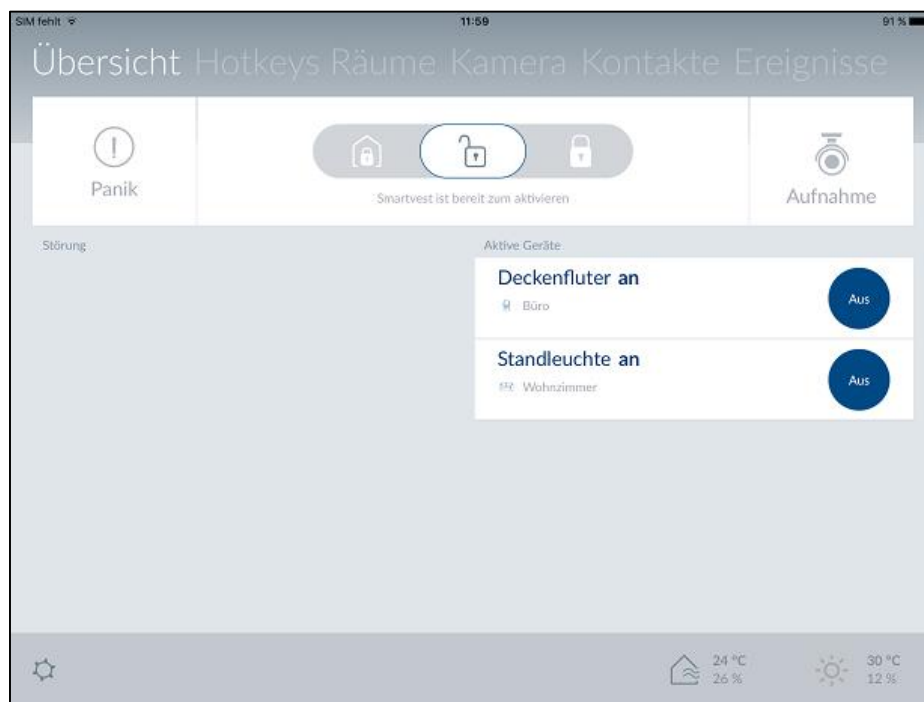 SIM fehlt 11:59 91 %
Übersicht Hotkeys Räume Kamera Kontakte Ereignisse
Panik
Smartvest ist bereit zum aktivieren
Aufnahme
Störung
Aktive Geräte
Deckenfluter an
Büro
Aus
Standleuchte an
Wohnzimmer
Aus
24 °C
26 %
30 °C
12 %